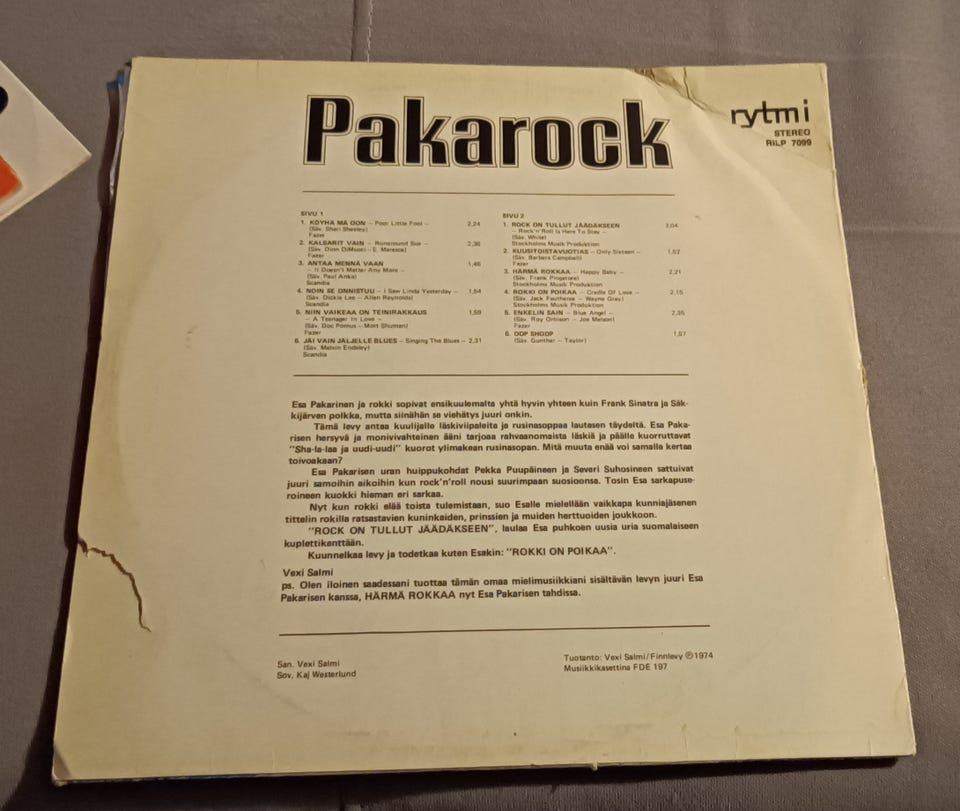 Pakarock
rytmi
STEREO
RILP 7099
SIVU 1
1. KÖYHÄ MÄ OON – Poor Little Fool – 2,24
(Säv. Sheri Sheeley)
Fazer
2. KALSARIT VAIN – Runaround Sue – 2,36
(Säv. Dion DiMucci – E. Maresca)
Fazer
3. ANTAA MENNÄ VAAN 1,46
– It Doesn't Matter Any More –
(Säv. Paul Anka)
Scandia
4. NOIN SE ONNISTUU – I Saw Linda Yesterday – 1,54
(Säv. Dickie Lee – Allen Reynolds)
Scandia
5. NIIN VAIKEAA ON TEINIRAKKAUS 1,59
– A Teenager In Love –
(Säv. Doc Pomus – Mort Shuman)
Fazer
6. JÄI VAIN JÄLJELLE BLUES – Singing The Blues – 2,31
(Säv. Melvin Endsley)
Scandia
SIVU 2
1. ROCK ON TULLUT JÄÄDÄKSEEN 3,04
– Rock'n'Roll Is Here To Stay –
(Säv. White)
Stockholms Musik Produktion
2. KUUSITOISTAVUOTIAS – Only Sixteen – 1,57
(Säv. Barbara Campbell)
Fazer
3. HÄRMÄ ROKKAA – Happy Baby – 2,21
(Säv. Frank Pingatore)
Stockholms Musik Produktion
4. ROKKI ON POIKAA – Cradle Of Love – 2,15
(Säv. Jack Fautheree – Wayne Gray)
Stockholms Musik Produktion
5. ENKELIN SAIN – Blue Angel – 2,35
(Säv. Roy Orbison – Joe Melson)
Fazer
6. OOP SHOOP 1,57
(Säv. Gunther – Taylor)
Esa Pakarinen ja rokki sopivat ensikuulemalta yhtä hyvin yhteen kuin Frank Sinatra ja Säk-
kijärven polkka, mutta siinähän se viehätys juuri onkin.
Tämä levy antaa kuulijalle läskiviipaleita ja rusinasoppaa lautasen täydeltä. Esa Paka-
risen hersyvä ja monivivahteinen ääni tarjoaa rahvaanomaista läskiä ja päälle kuorruttavat
"Sha-la-laa ja uudi-uudi" kuorot ylimakean rusinasopan. Mitä muuta enää voi samalla kertaa
toivoakaan?
Esa Pakarisen uran huippukohdat Pekka Puupäineen ja Severi Suhosineen sattuivat
juuri samoihin aikoihin kun rock'n'roll nousi suurimpaan suosioonsa. Tosin Esa sarkapuse-
roineen kuokki hieman eri sarkaa.
Nyt kun rokki elää toista tulemistaan, suo Esalle mielellään vaikkapa kunniajäsenen
tittelin rokilla ratsastavien kuninkaiden, prinssien ja muiden herttuoiden joukkoon.
"ROCK ON TULLUT JÄÄDÄKSEEN", laulaa Esa puhkoen uusia uria suomalaiseen
kuplettikenttään.
Kuunnelkaa levy ja todetkaa kuten Esakin: "ROKKI ON POIKAA".
Vexi Salmi
ps. Olen iloinen saadessani tuottaa tämän omaa mielimusiikkiani sisältävän levyn juuri Esa
Pakarisen kanssa, HÄRMÄ ROKKAA nyt Esa Pakarisen tahdissa.
San. Vexi Salmi
Sov. Kaj Westerlund
Tuotanto: Vexi Salmi/Finnlevy ℗ 1974
Musiikkikasettina FDE 197